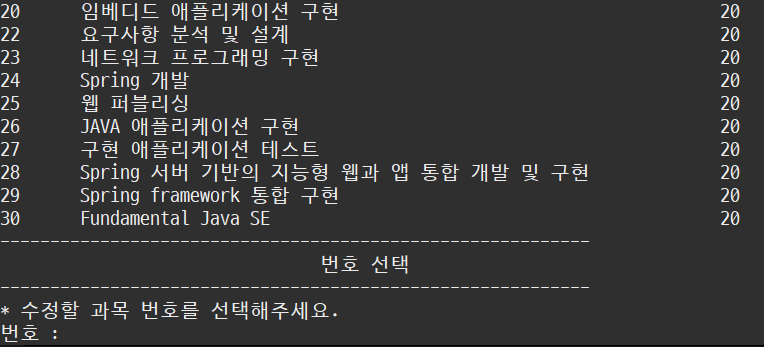 20 임베디드 애플리케이션 구현 20
22 요구사항 분석 및 설계 20
23 네트워크 프로그래밍 구현 20
24 Spring 개발 20
25 웹 퍼블리싱 20
26 JAVA 애플리케이션 구현 20
27 구현 애플리케이션 테스트 20
28 Spring 서버 기반의 지능형 웹과 앱 통합 개발 및 구현 20
29 Spring framework 통합 구현 20
30 Fundamental Java SE 20
-----------------------------------------------------------
번호 선택
-----------------------------------------------------------
* 수정할 과목 번호를 선택해주세요.
번호 :